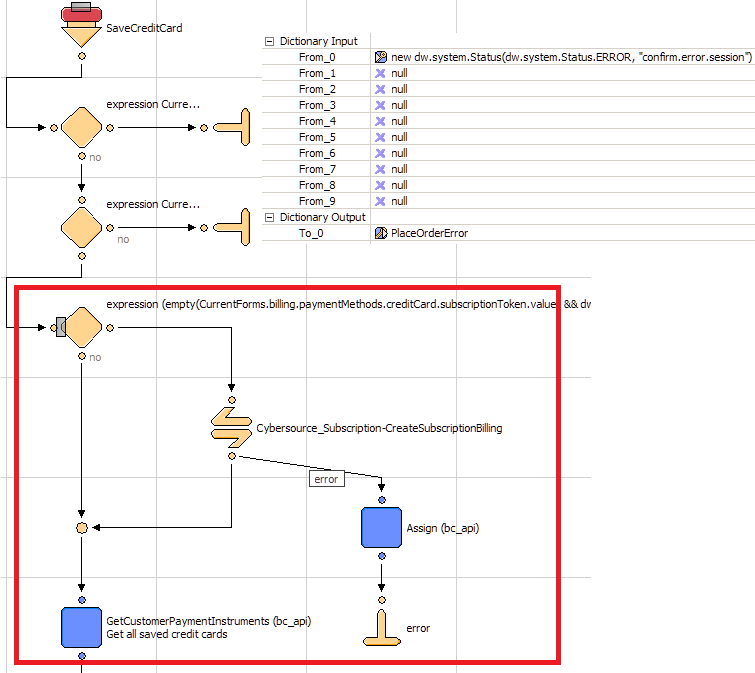 SaveCreditCard
Dictionary Input
From_0 new dw.system.Status(dw.system.Status.ERROR, "confirm.error.session")
From_1 null
From_2 null
From_3 null
From_4 null
From_5 null
From_6 null
From_7 null
From_8 null
From_9 null
Dictionary Output
To_0 PlaceOrderError
expression Curre...
no
expression Curre...
no
expression (empty(CurrentForms.billing.paymentMethods.creditCard.subscriptionToken.value) && dw
no
Cybersource_Subscription-CreateSubscriptionBilling
error
Assign (bc_api)
GetCustomerPaymentInstruments (bc_api)
Get all saved credit cards
error